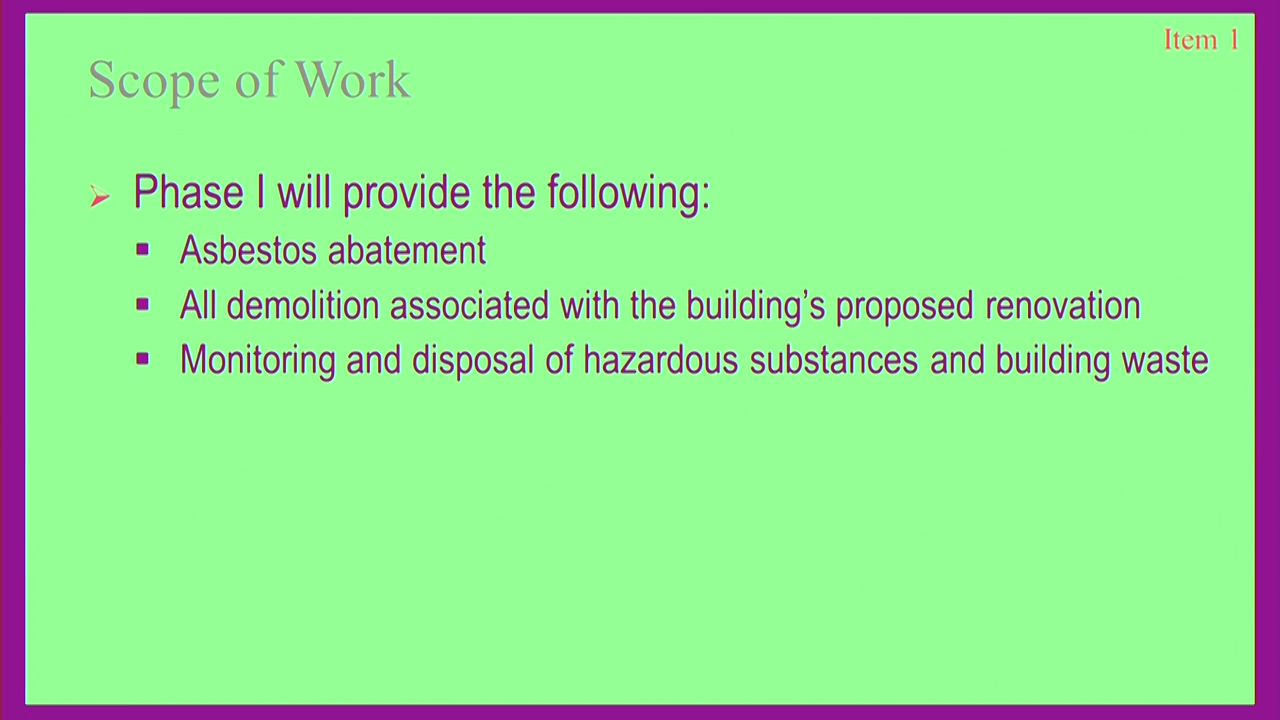 Item 1
Scope of Work
Phase I will provide the following:
Asbestos abatement
All demolition associated with the building’s proposed renovation
Monitoring and disposal of hazardous substances and building waste